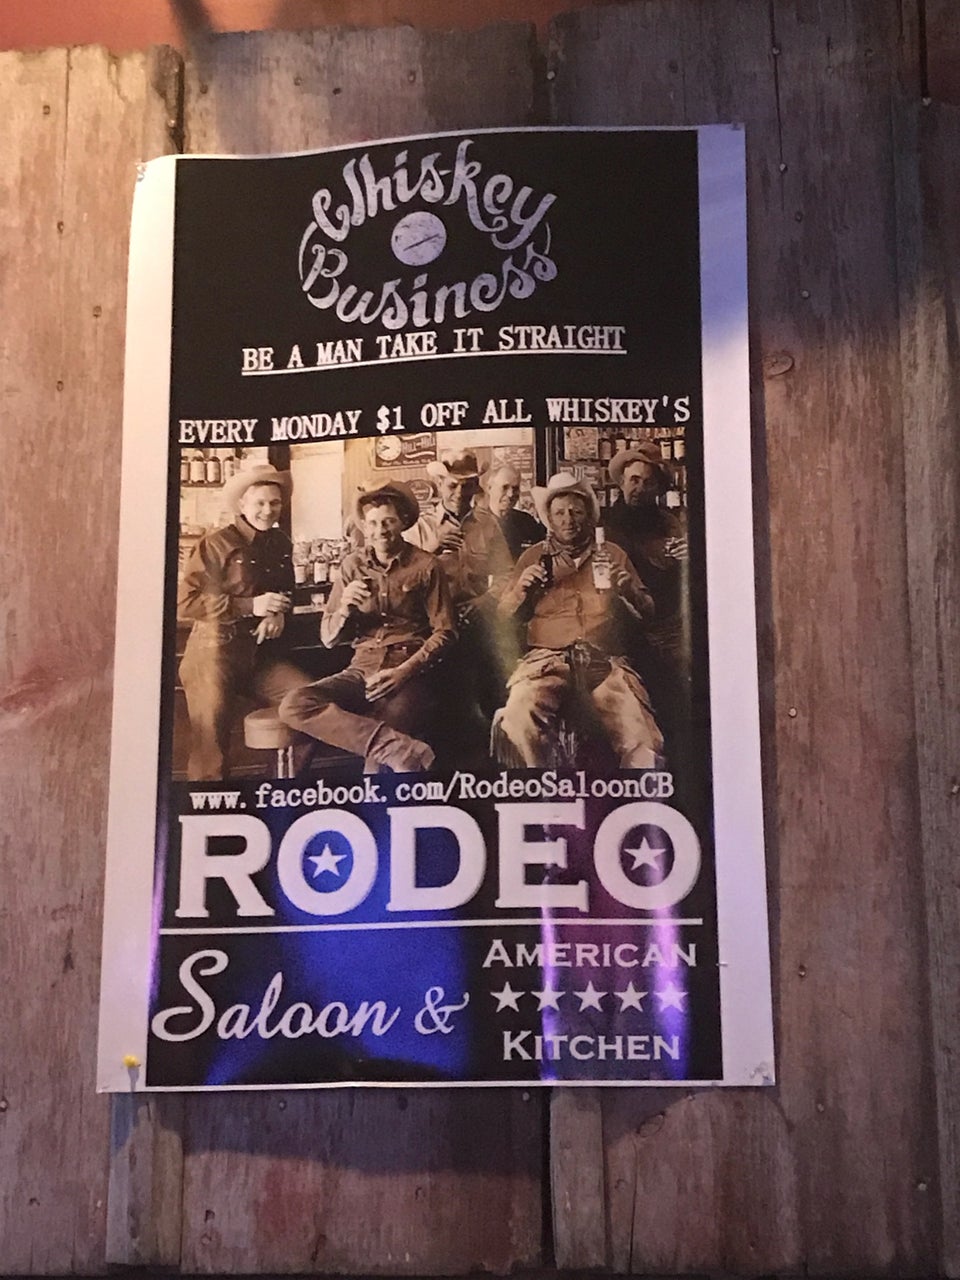 Whiskey
Business
BE A MAN TAKE IT STRAIGHT
EVERY MONDAY $1 OFF ALL WHISKEY'S
www.facebook.com/RodeoSaloonCB
RODEO
Saloon &
AMERICAN
KITCHEN